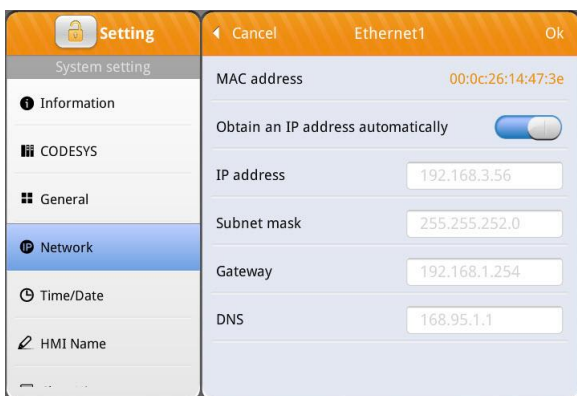 Setting
System setting
Information
CODESYS
General
Network
Time/Date
HMI Name
Cancel
Ethernet1
Ok
MAC address
00:0c:26:14:47:3e
Obtain an IP address automatically
IP address
192.168.3.56
Subnet mask
255.255.252.0
Gateway
192.168.1.254
DNS
168.95.1.1